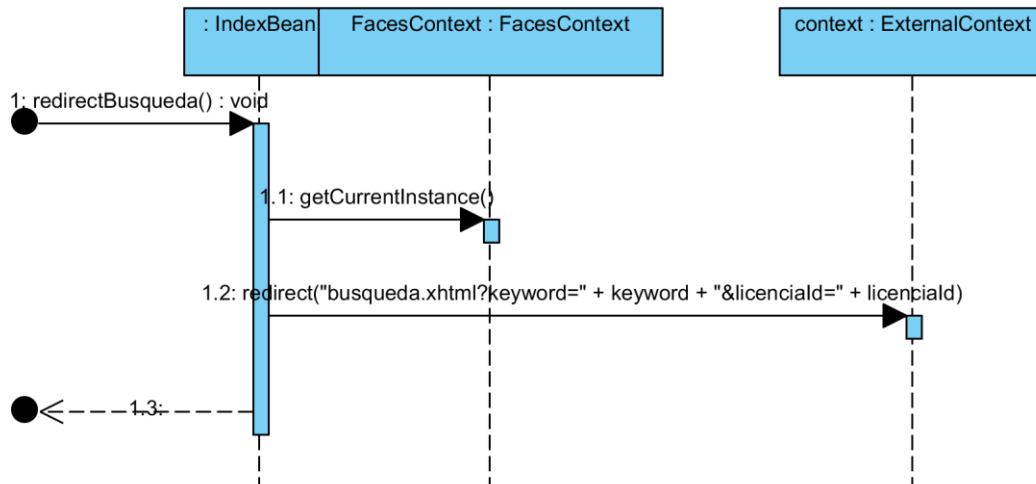 : IndexBean
FacesContext : FacesContext
context : ExternalContext
1: redirectBusqueda() : void
1.1: getCurrentInstance()
1.2: redirect("busqueda.xhtml?keyword=" + keyword + "&licenciaId=" + licenciaId)
1.3: